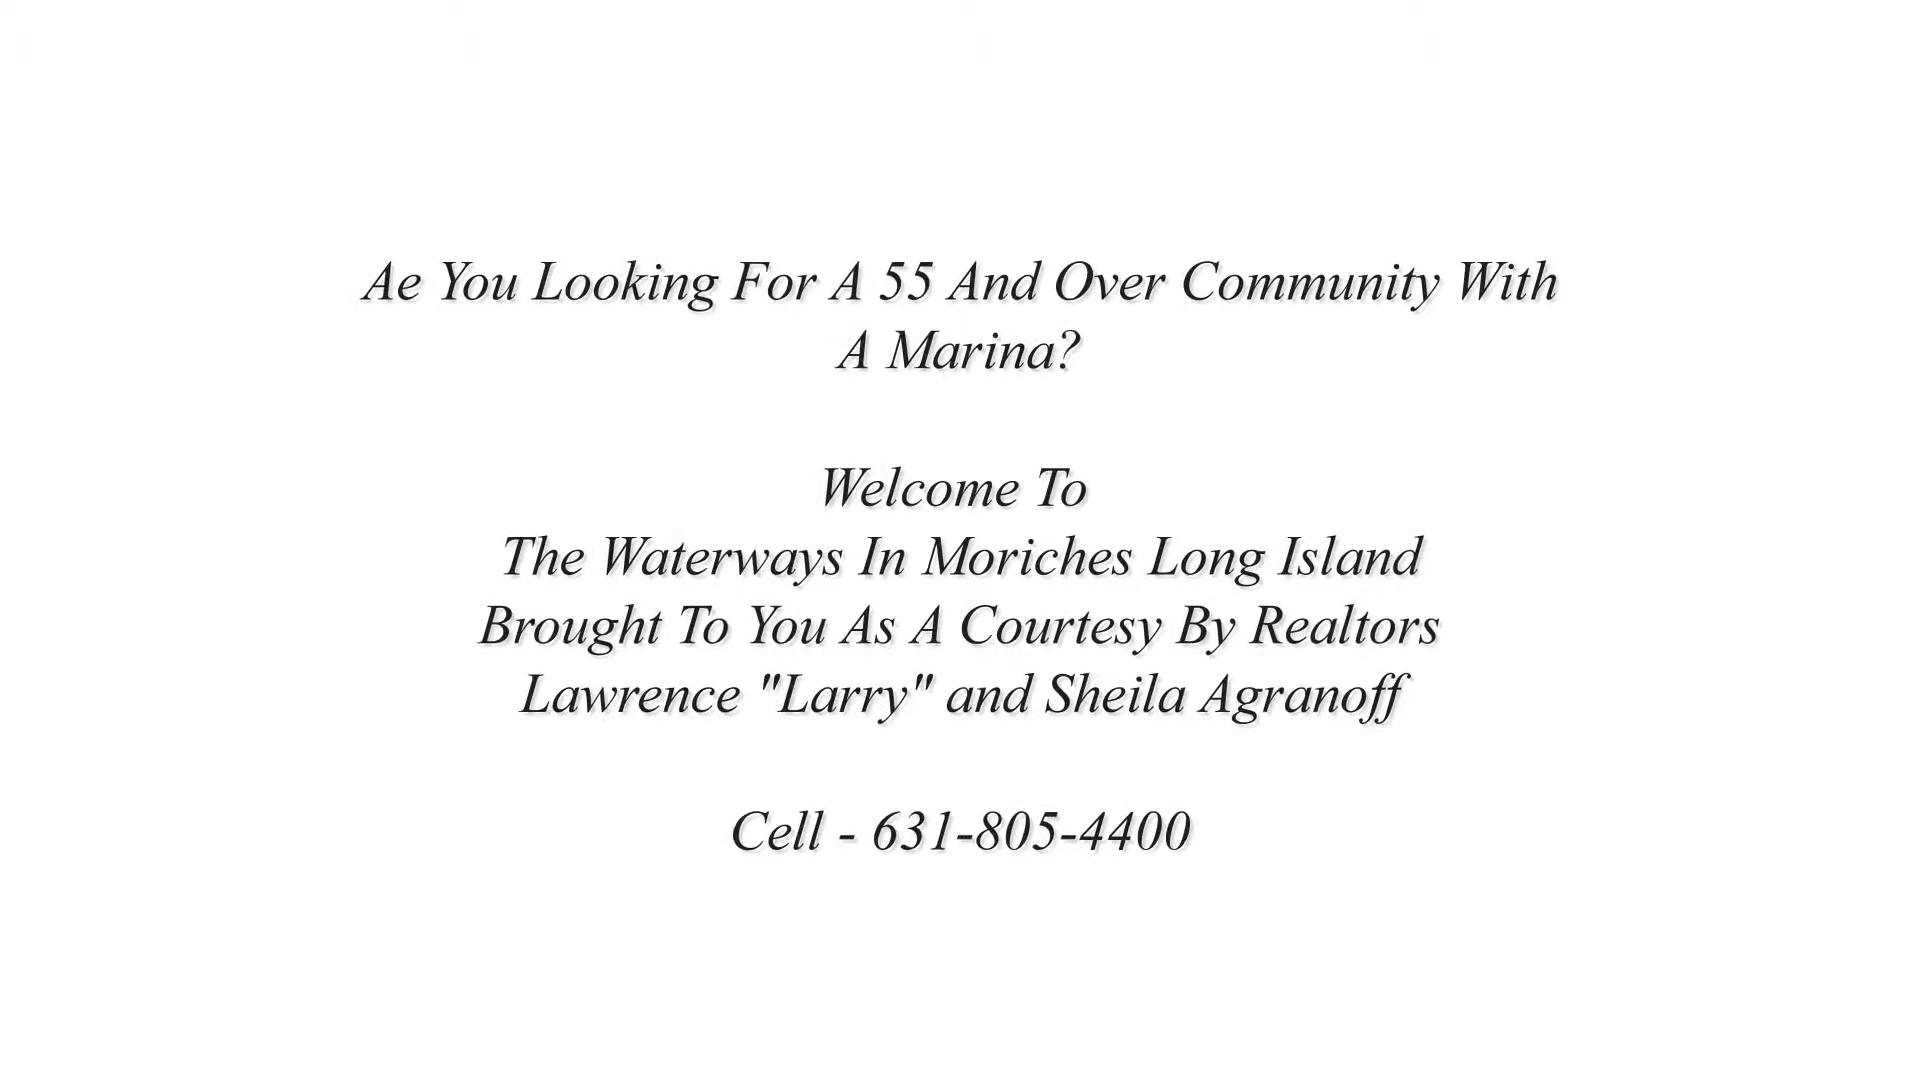 Ae You Looking For A 55 And Over Community With
A Marina?
Welcome To
The Waterways In Moriches Long Island
Brought To You As A Courtesy By Realtors
Lawrence "Larry" and Sheila Agranoff
Cell - 631-805-4400